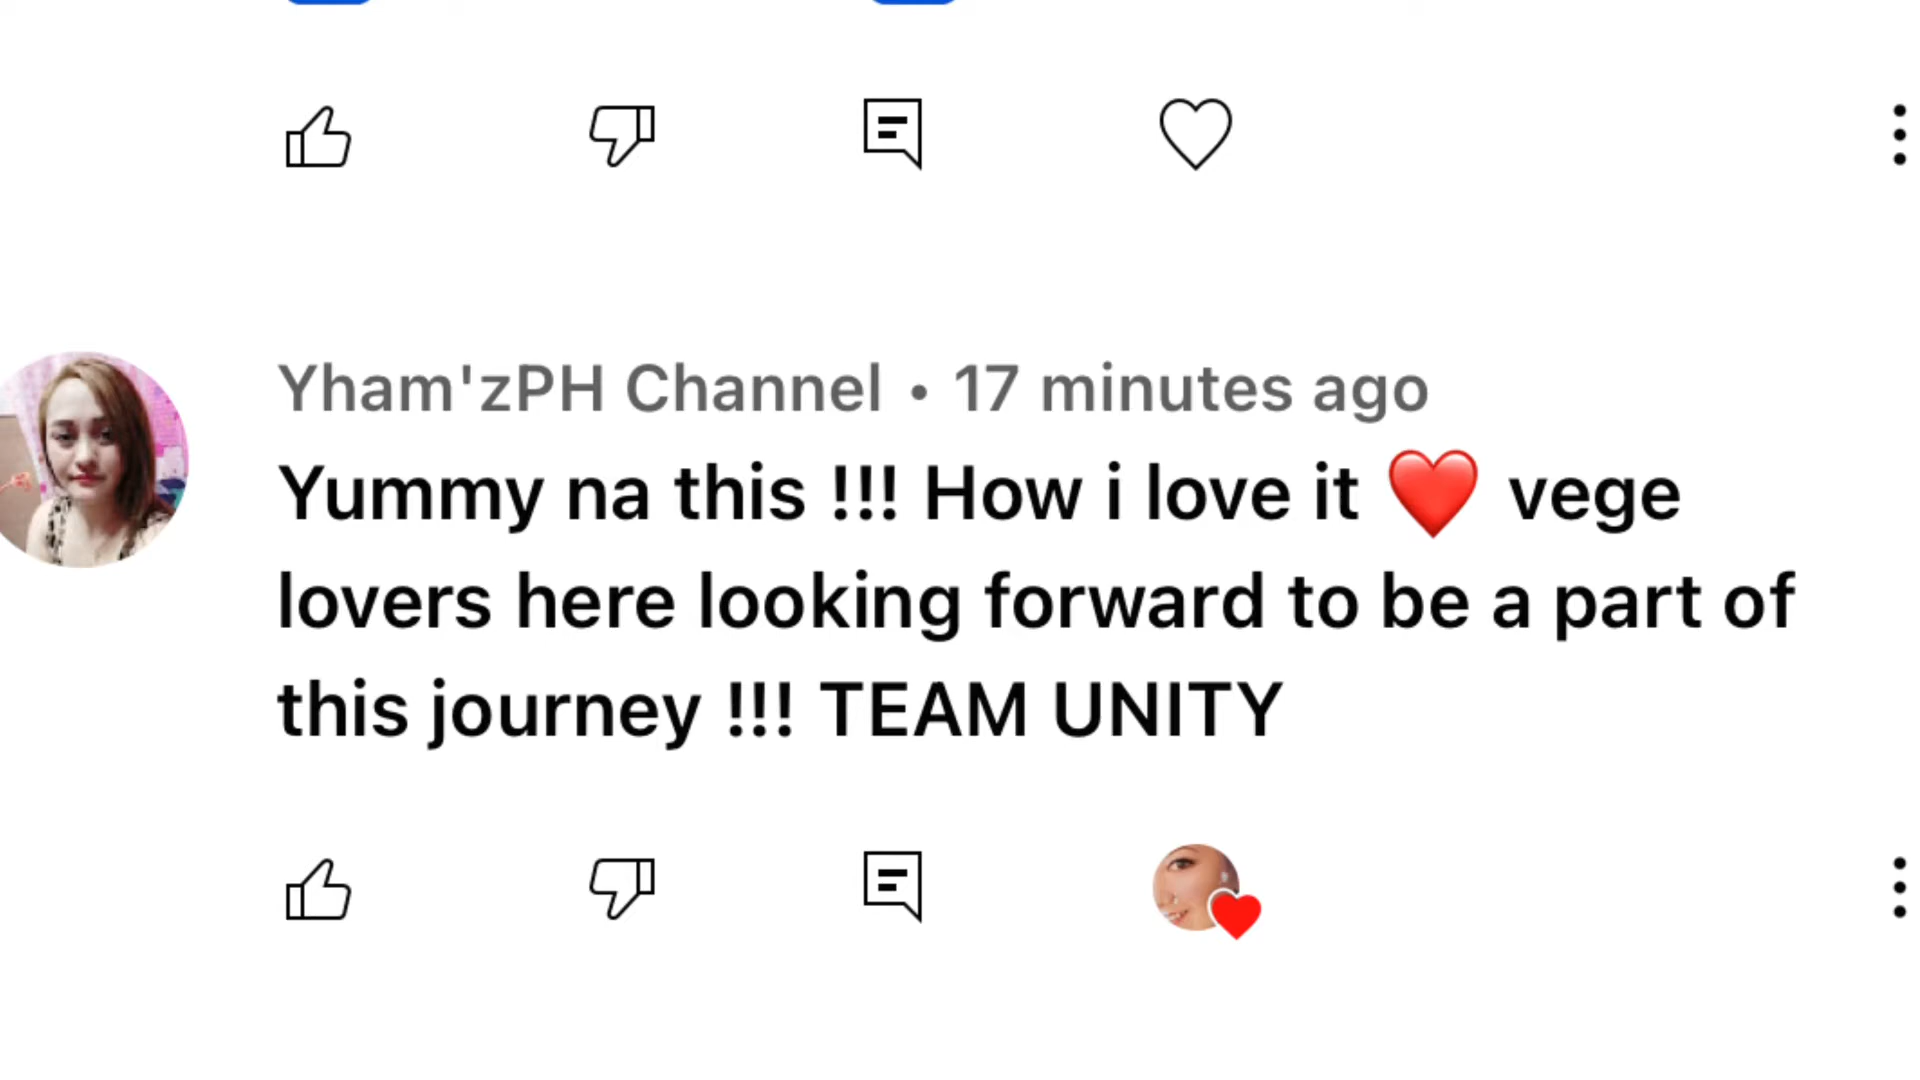 Yham'zPH Channel • 17 minutes ago
Yummy na this !!! How i love it ❤️ vege
lovers here looking forward to be a part of
this journey !!! TEAM UNITY